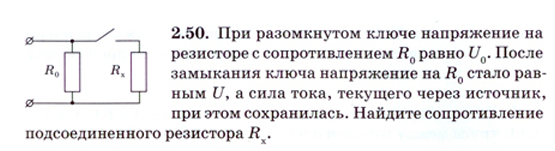 2.50. При разомкнутом ключе напряжение на
резисторе с сопротивлением R₀ равно U₀. После
замыкания ключа напряжение на R₀ стало рав-
ным U, а сила тока, текущего через источник,
при этом сохранилась. Найдите сопротивление
подсоединенного резистора Rₓ.
R₀
Rₓ